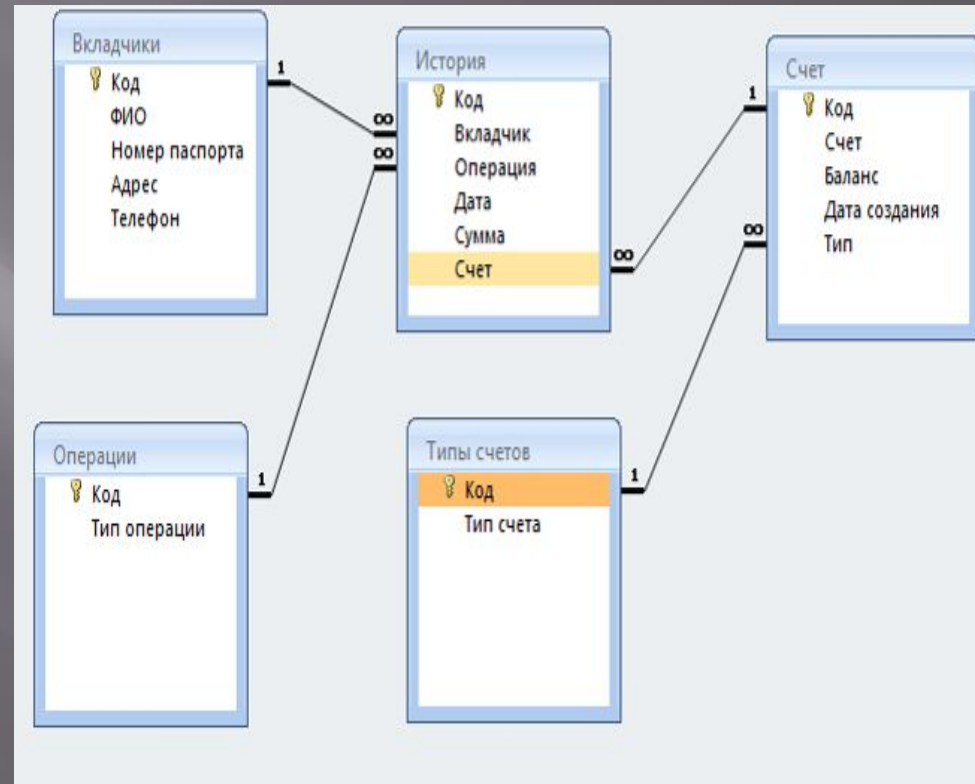 Вкладчики
Код
ФИО
Номер паспорта
Адрес
Телефон
1
История
Код
Вкладчик
Операция
Дата
Сумма
Счет
∞
∞
∞
Счет
Код
Счет
Баланс
Дата создания
Тип
1
∞
Операции
Код
Тип операции
1
Типы счетов
Код
Тип счета
1